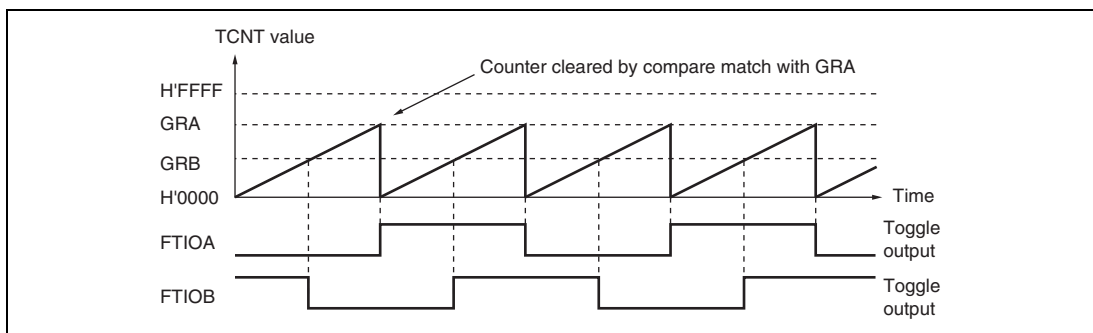 TCNT value
Counter cleared by compare match with GRA
H'FFFF
GRA
GRB
H'0000
Time
FTIOA
Toggle
output
FTIOB
Toggle
output